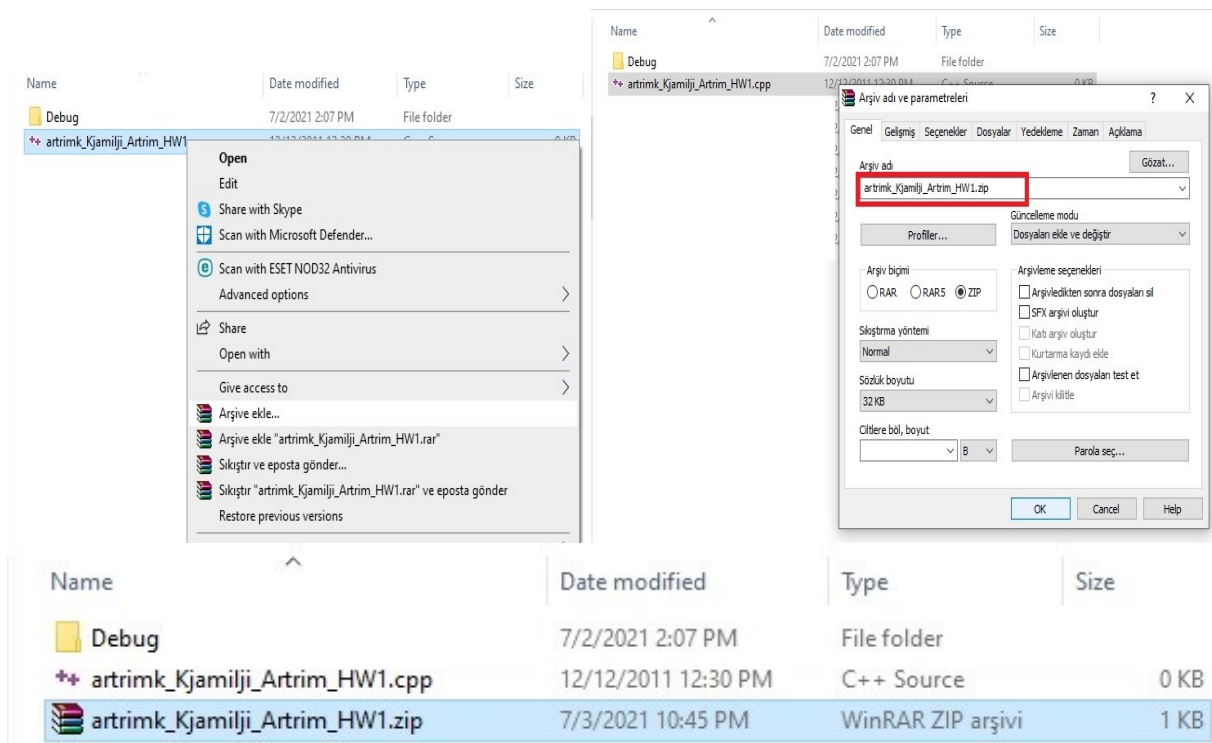 Name Date modified Type Size
Debug 7/2/2021 2:07 PM File folder
artrimk_Kjamilji_Artrim_HW1
Open
Edit
Share with Skype
Scan with Microsoft Defender...
Scan with ESET NOD32 Antivirus
Advanced options
Share
Open with
Give access to
Arşive ekle...
Arşive ekle "artrimk_Kjamilji_Artrim_HW1.rar"
Sıkıştır ve eposta gönder...
Sıkıştır "artrimk_Kjamilji_Artrim_HW1.rar" ve eposta gönder
Restore previous versions
Name Date modified Type Size
Debug 7/2/2021 2:07 PM File folder
artrimk_Kjamilji_Artrim_HW1.cpp 12/12/2011 12:30 PM C++ Source 0 KB
Arşiv adı ve parametreleri ? X
Genel Gelişmiş Seçenekler Dosyalar Yedekleme Zaman Açıklama
Arşiv adı Gözat...
artrimk_Kjamilji_Artrim_HW1.zip
Profiller...
Güncelleme modu
Dosyaları ekle ve değiştir
Arşiv biçimi
RAR RAR5 ZIP
Sıkıştırma yöntemi
Normal
Sözlük boyutu
32 KB
Ciltlere böl, boyut
B
Arşivleme seçenekleri
Arşivledikten sonra dosyaları sil
SFX arşivi oluştur
Katı arşiv oluştur
Kurtarma kaydı ekle
Arşivlenen dosyaları test et
Arşivi kilitle
Parola seç...
OK Cancel Help
Name Date modified Type Size
Debug 7/2/2021 2:07 PM File folder
artrimk_Kjamilji_Artrim_HW1.cpp 12/12/2011 12:30 PM C++ Source 0 KB
artrimk_Kjamilji_Artrim_HW1.zip 7/3/2021 10:45 PM WinRAR ZIP arşivi 1 KB